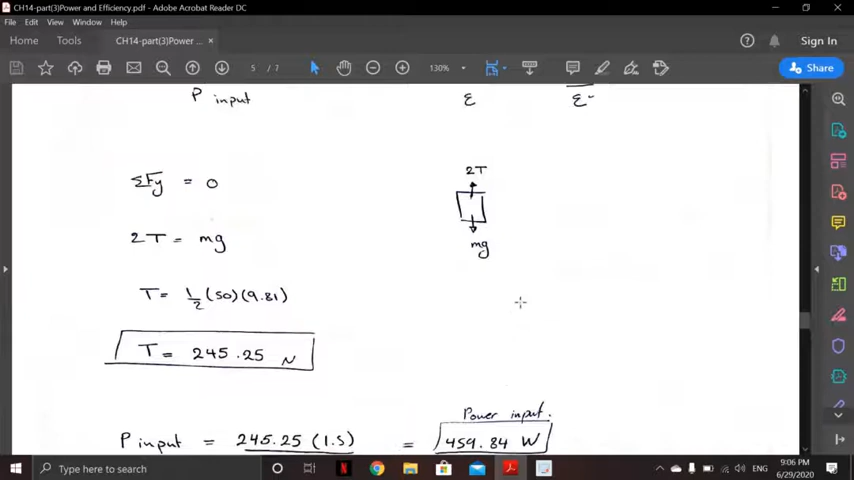 CH14-part(3)Power and Efficiency.pdf - Adobe Acrobat Reader DC
File Edit View Window Help
Home Tools CH14-part(3)Power ... × Sign In
5 / 7 130% Share
P input ε ε
ΣFy = 0
2T
2T = mg
mg
T = 1/2 (50)(9.81)
T = 245.25 N
Power input.
P input = 245.25 (1.5) = 459.84 W
Type here to search
ENG
9:06 PM
6/29/2020